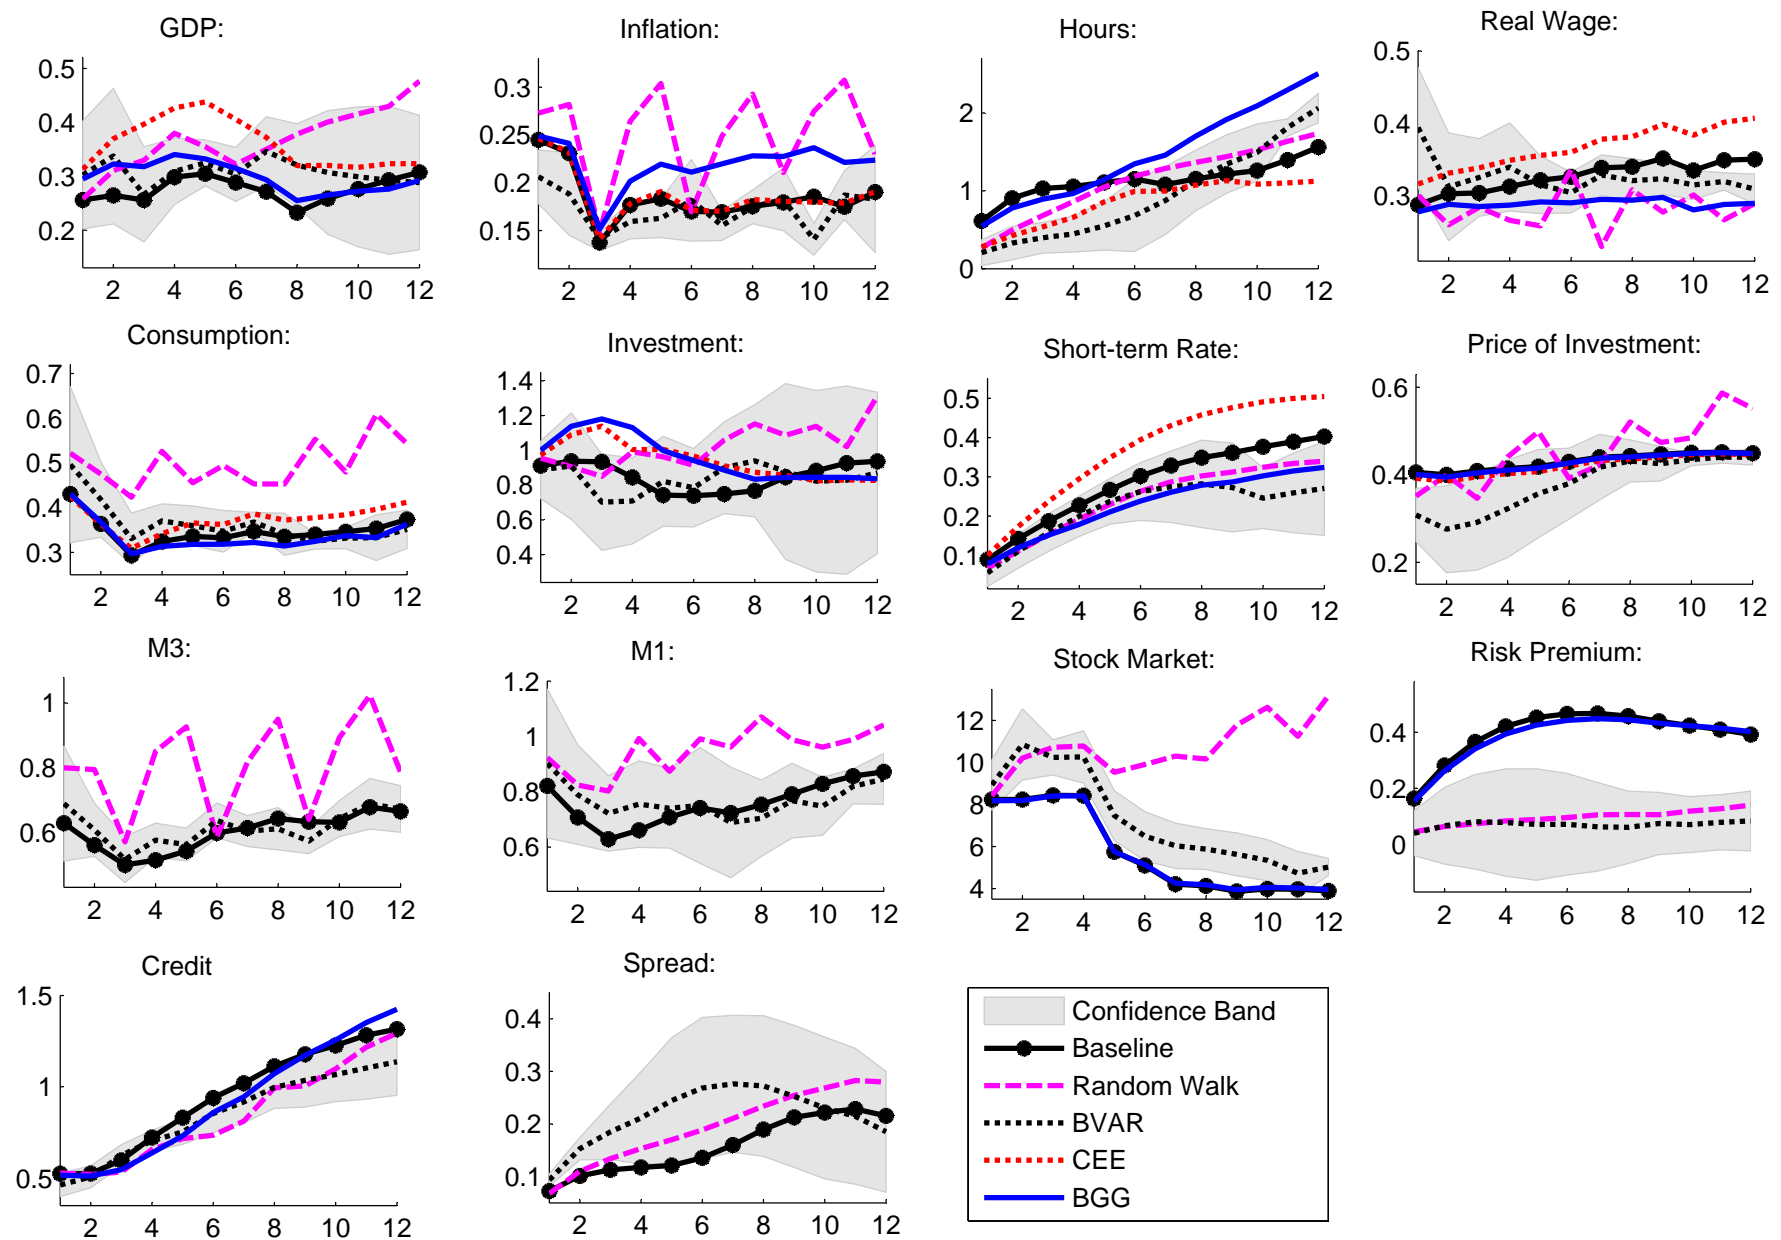 GDP:
0.5
0.4
0.3
0.2
2 4 6 8 10 12
Inflation:
0.3
0.25
0.2
0.15
2 4 6 8 10 12
Hours:
2
1
0
2 4 6 8 10 12
Real Wage:
0.5
0.4
0.3
2 4 6 8 10 12
Consumption:
0.7
0.6
0.5
0.4
0.3
2 4 6 8 10 12
Investment:
1.4
1.2
1
0.8
0.6
0.4
2 4 6 8 10 12
Short-term Rate:
0.5
0.4
0.3
0.2
0.1
2 4 6 8 10 12
Price of Investment:
0.6
0.4
0.2
2 4 6 8 10 12
M3:
1
0.8
0.6
2 4 6 8 10 12
M1:
1.2
1
0.8
0.6
2 4 6 8 10 12
Stock Market:
12
10
8
6
4
2 4 6 8 10 12
Risk Premium:
0.4
0.2
0
2 4 6 8 10 12
Credit
1.5
1
0.5
2 4 6 8 10 12
Spread:
0.4
0.3
0.2
0.1
2 4 6 8 10 12
Confidence Band
Baseline
Random Walk
BVAR
CEE
BGG